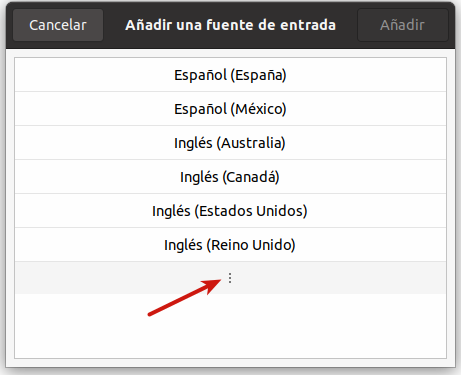 Cancelar Añadir una fuente de entrada Añadir
Español (España)
Español (México)
Inglés (Australia)
Inglés (Canadá)
Inglés (Estados Unidos)
Inglés (Reino Unido)